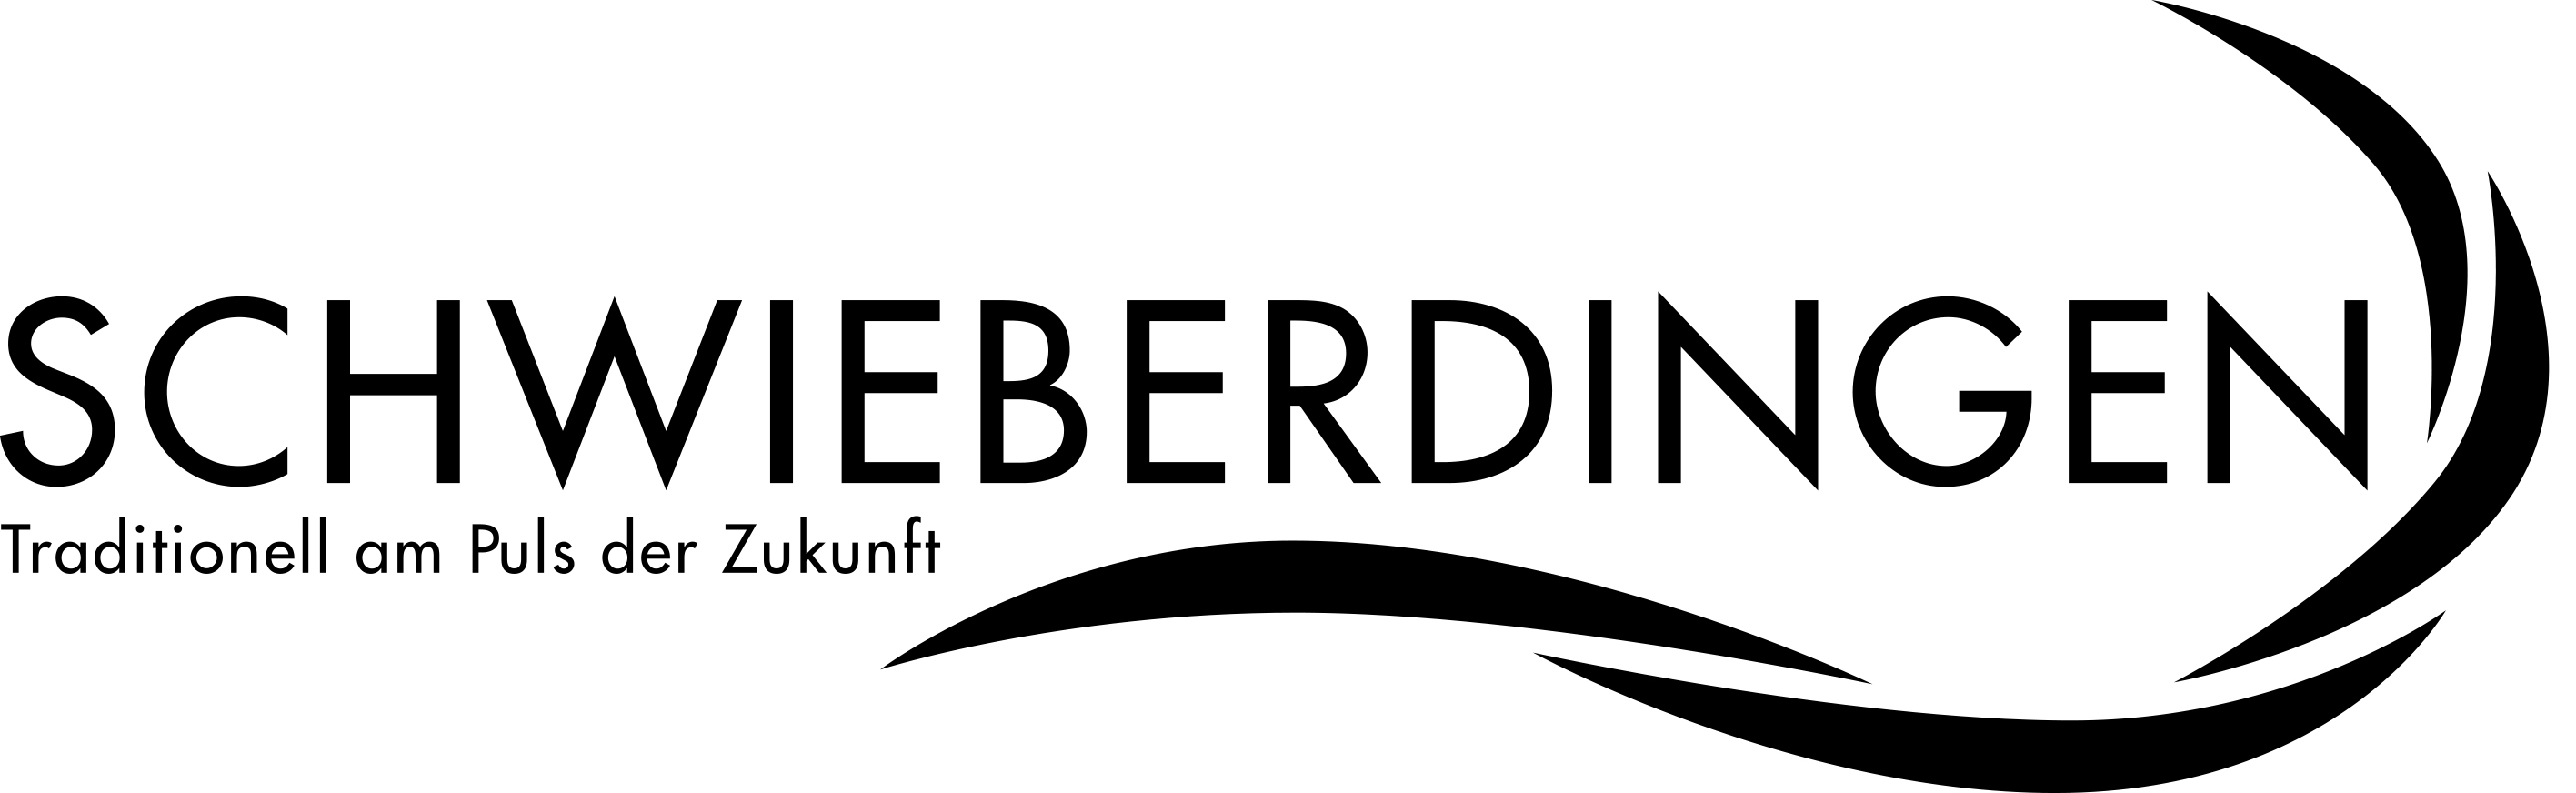 SCHWIEBERDINGEN
Traditionell am Puls der Zukunft